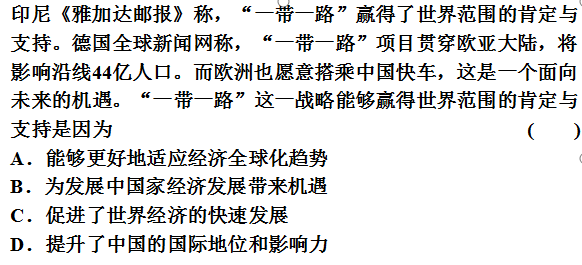 印尼《雅加达邮报》称，“一带一路”赢得了世界范围的肯定与
支持。德国全球新闻网称，“一带一路”项目贯穿欧亚大陆，将
影响沿线44亿人口。而欧洲也愿意搭乘中国快车，这是一个面向
未来的机遇。“一带一路”这一战略能够赢得世界范围的肯定与
支持是因为 (　　)
A．能够更好地适应经济全球化趋势
B．为发展中国家经济发展带来机遇
C．促进了世界经济的快速发展
D．提升了中国的国际地位和影响力